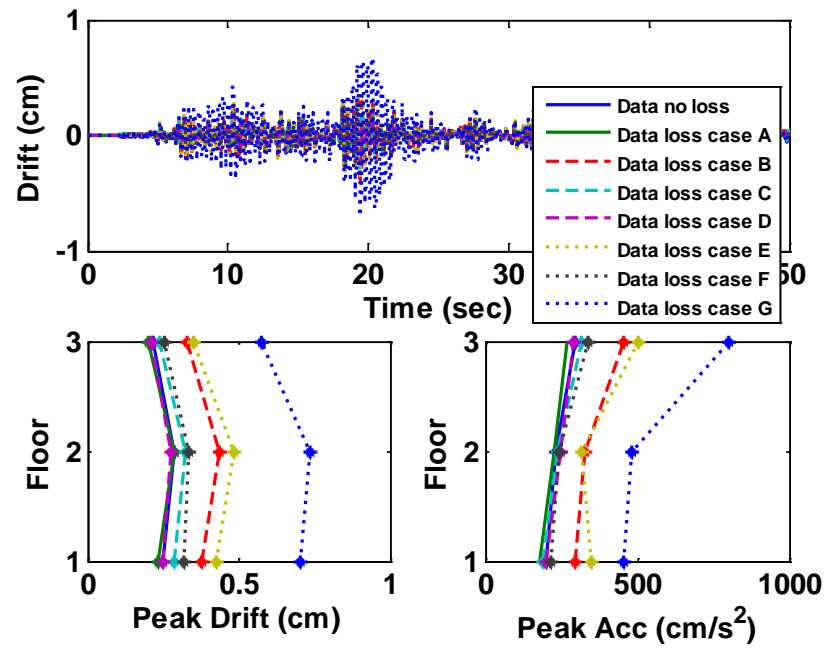 1
0
-1
Drift (cm)
0
10
20
30
50
Time (sec)
Data no loss
Data loss case A
Data loss case B
Data loss case C
Data loss case D
Data loss case E
Data loss case F
Data loss case G
3
2
1
Floor
0
0.5
1
Peak Drift (cm)
3
2
1
Floor
0
500
1000
Peak Acc (cm/s²)